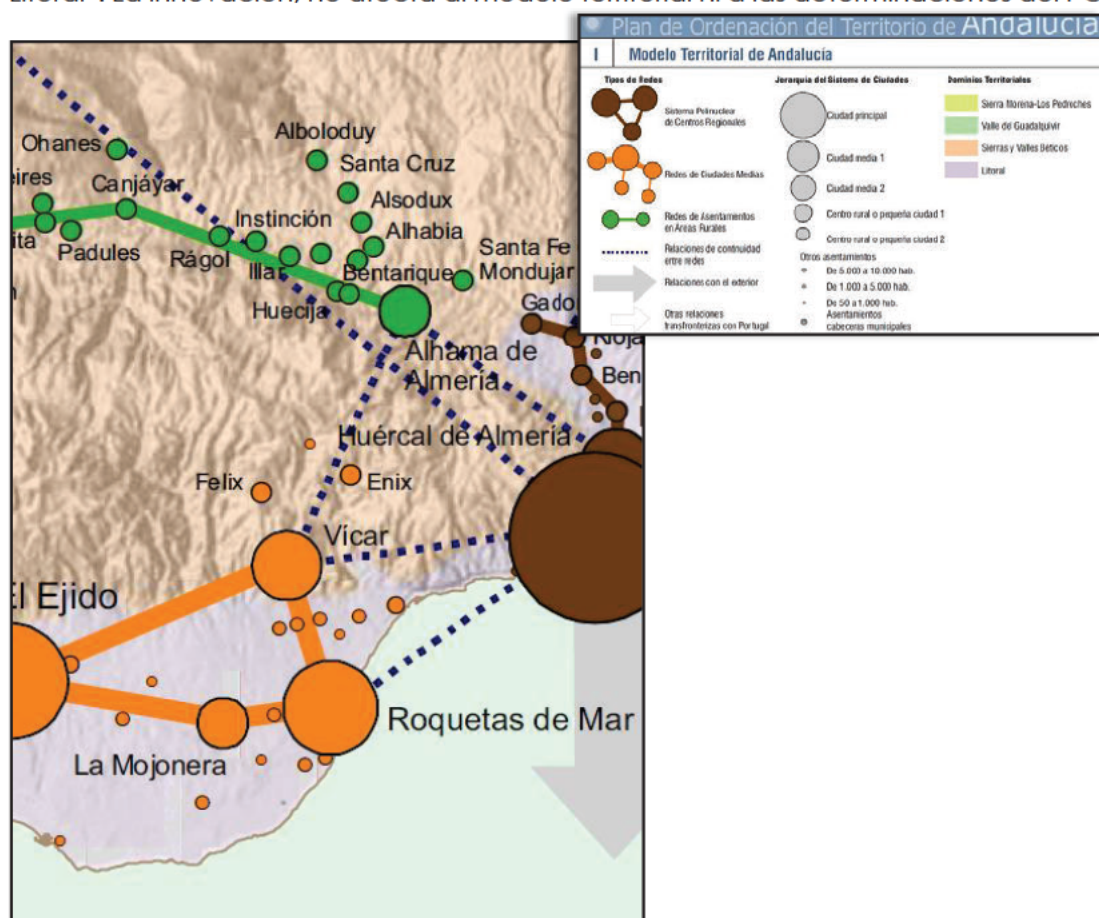 Plan de Ordenación del Territorio de Andalucía
I Modelo Territorial de Andalucía
Tipos de Redes
Sistema Polinuclear
de Centros Regionales
Redes de Ciudades Medias
Redes de Asentamientos
en Áreas Rurales
Relaciones de continuidad
entre redes
Relaciones con el exterior
Otras relaciones
transfronterizas con Portugal
Jerarquía del Sistema de Ciudades
Ciudad principal
Ciudad media 1
Ciudad media 2
Centro rural o pequeña ciudad 1
Centro rural o pequeña ciudad 2
Otros asentamientos
De 5.000 a 10.000 hab.
De 1.000 a 5.000 hab.
De 50 a 1.000 hab.
Asentamientos
cabeceras municipales
Dominios Territoriales
Sierra Morena-Los Pedroches
Valle de Guadalquivir
Sierras y Valles Béticos
Litoral
Ohanes
Alboloduy
Santa Cruz
Canjáyar
Alsodux
Instinción
Alhabia
Padules
Rágol
Illar
Bentarique
Santa Fe
Mondujar
Huecija
Gado
Ben
Alhama de
Almería
Huércal de Almería
Felix
Enix
Vícar
El Ejido
Roquetas de Mar
La Mojonera